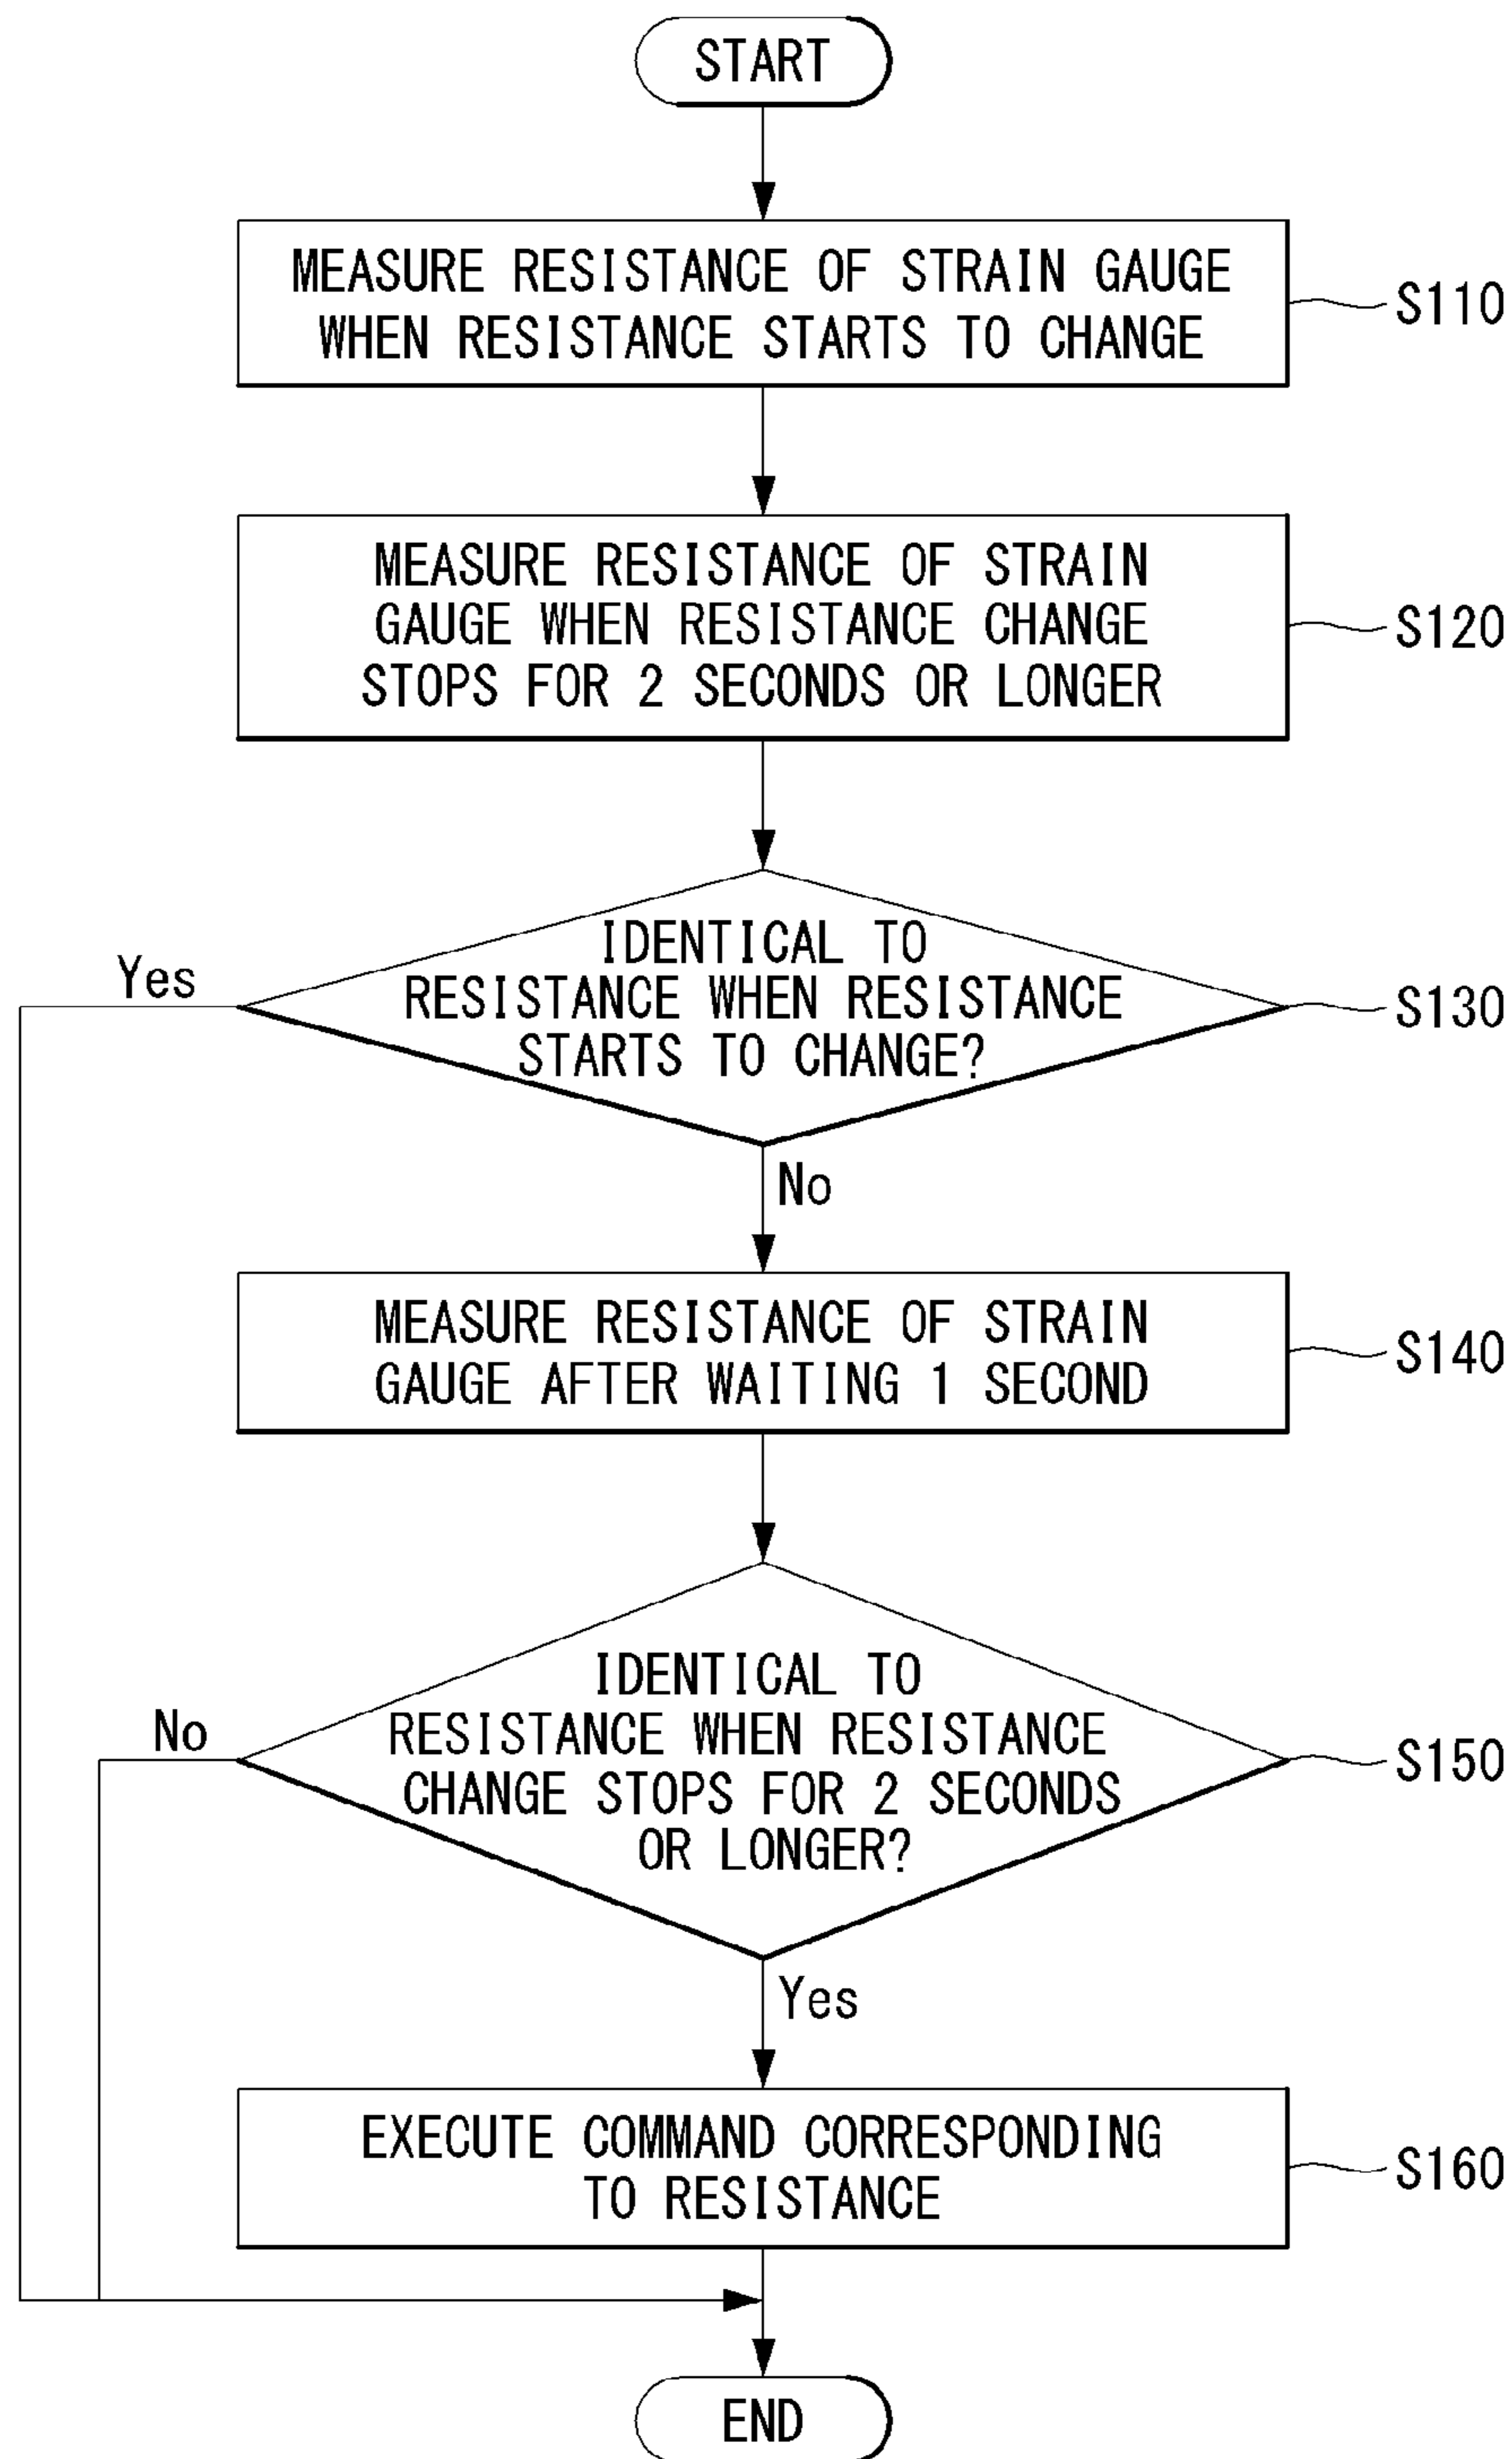 START
MEASURE RESISTANCE OF STRAIN GAUGE
WHEN RESISTANCE STARTS TO CHANGE
S110
MEASURE RESISTANCE OF STRAIN
GAUGE WHEN RESISTANCE CHANGE
STOPS FOR 2 SECONDS OR LONGER
S120
IDENTICAL TO
RESISTANCE WHEN RESISTANCE
STARTS TO CHANGE?
Yes
S130
No
MEASURE RESISTANCE OF STRAIN
GAUGE AFTER WAITING 1 SECOND
S140
IDENTICAL TO
RESISTANCE WHEN RESISTANCE
CHANGE STOPS FOR 2 SECONDS
OR LONGER?
No
S150
Yes
EXECUTE COMMAND CORRESPONDING
TO RESISTANCE
S160
END